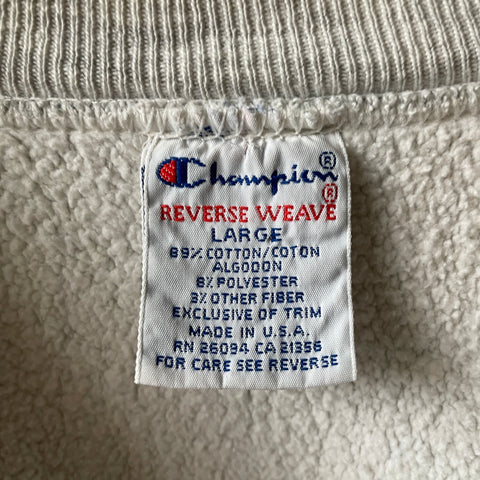 Champion®
REVERSE WEAVE®
LARGE
89% COTTON/COTON
ALGODON
8% POLYESTER
3% OTHER FIBER
EXCLUSIVE OF TRIM
MADE IN U.S.A.
RN 26094 CA 21356
FOR CARE SEE REVERSE